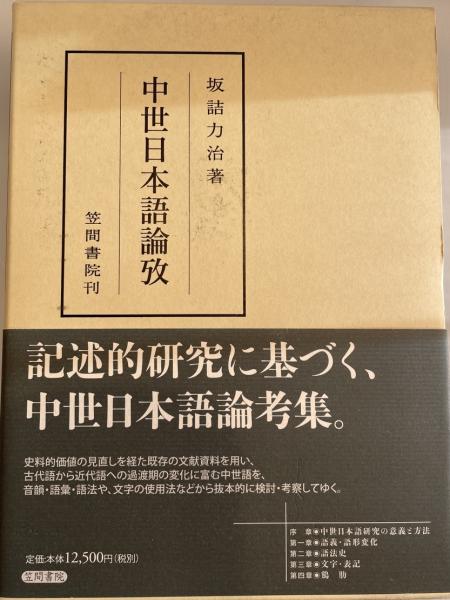 坂詰力治著
中世日本語論攷
笠間書院刊
記述的研究に基づく、
中世日本語論考集。
史料的価値の見直しを経た既存の文献資料を用い、
古代語から近代語への過渡期の変化に富む中世語を、
音韻・語彙・語法や、文字の使用法などから抜本的に検討・考察してゆく。
序　章◉中世日本語研究の意義と方法
第一章◉語義・語形変化
第二章◉語法史
第三章◉文字・表記
第四章◉鶏　肋
定価:本体12,500円(税別)
笠間書院